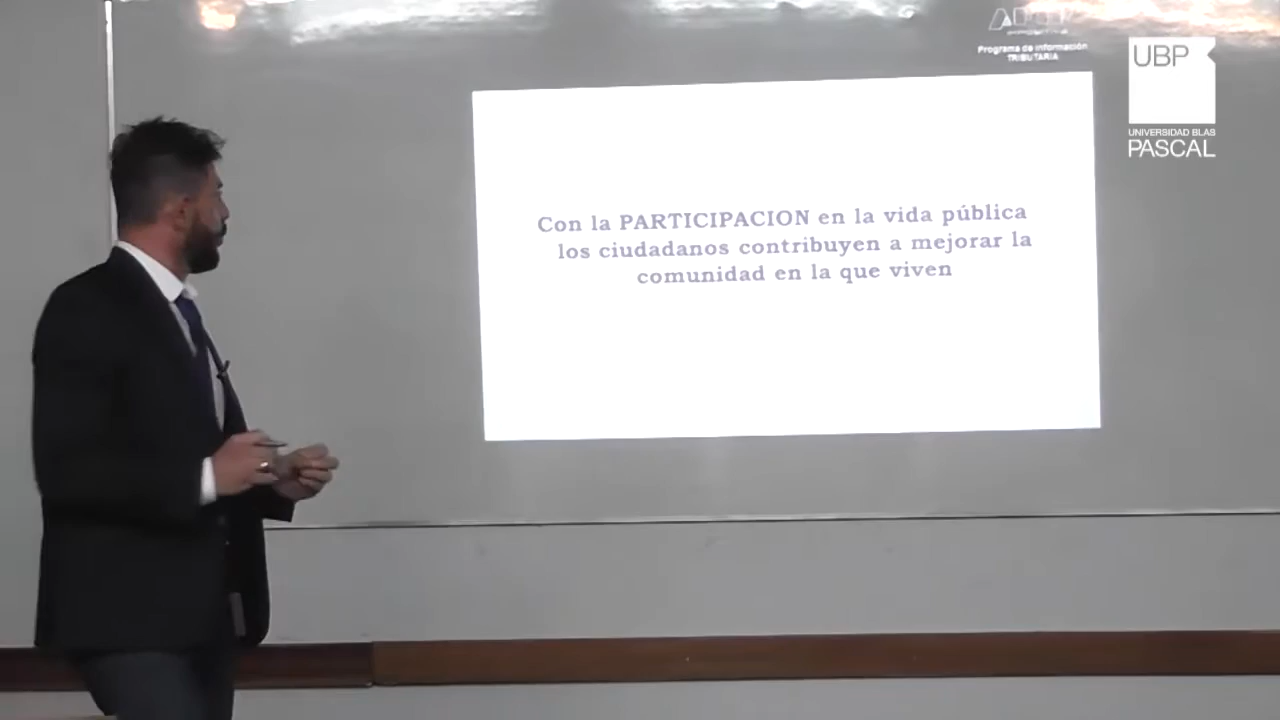 Programa de Información
TRIBUTARIA
UBP
UNIVERSIDAD BLAS
PASCAL
Con la PARTICIPACION en la vida pública
los ciudadanos contribuyen a mejorar la
comunidad en la que viven